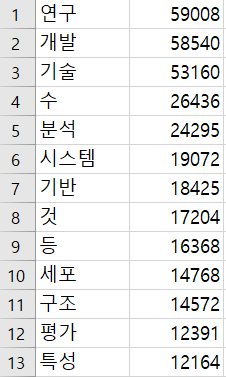 1 연구 59008
2 개발 58540
3 기술 53160
4 수 26436
5 분석 24295
6 시스템 19072
7 기반 18425
8 것 17204
9 등 16368
10 세포 14768
11 구조 14572
12 평가 12391
13 특성 12164